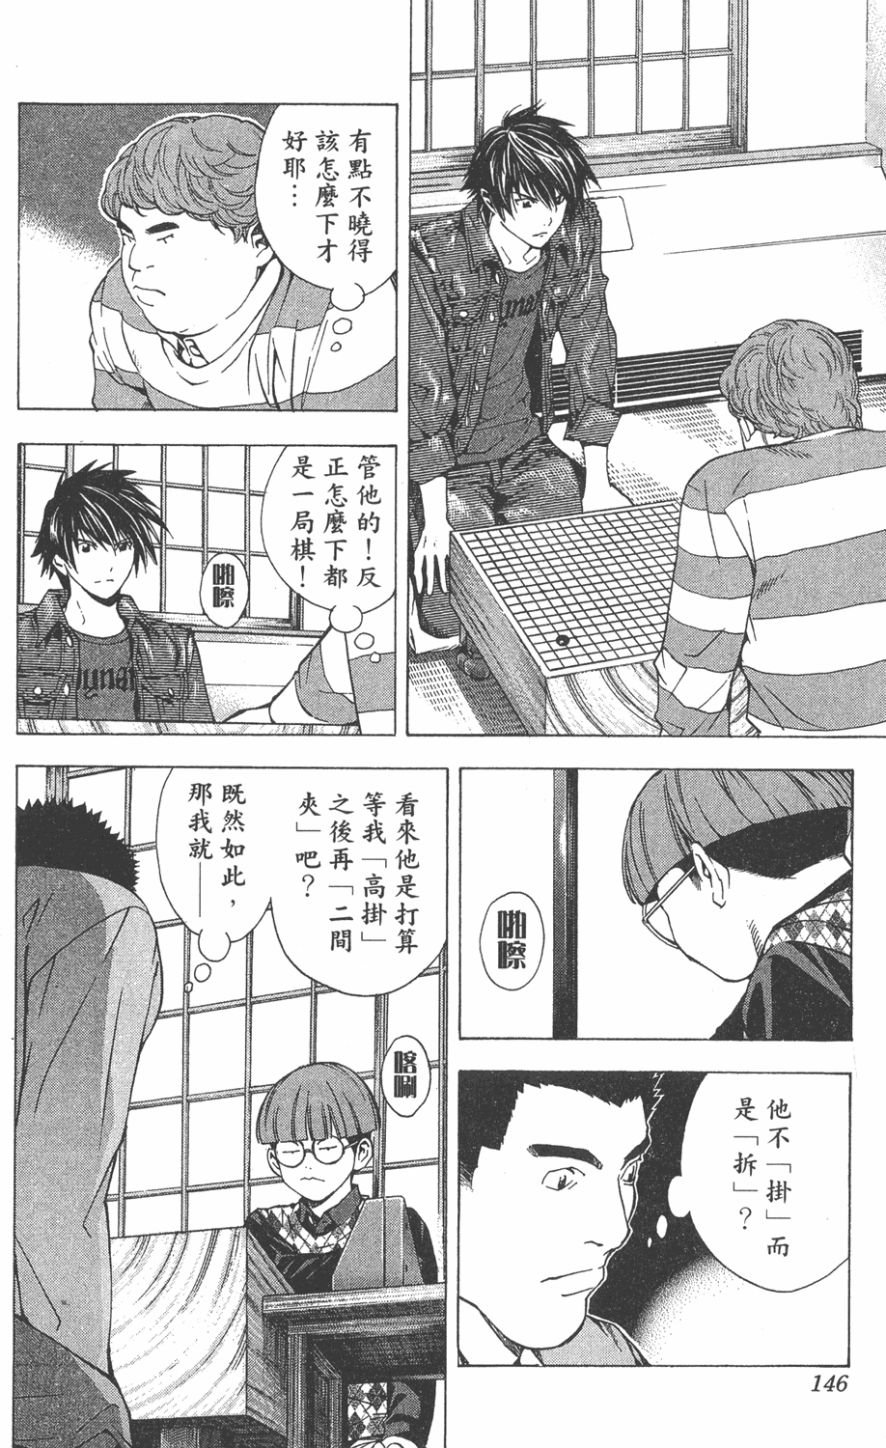 ynat
有點不曉得
該怎麼下才
好耶…
管他的！反
正怎麼下都
是一局棋！
啪嚓
ynat
啪嚓
他不「掛」而
是「拆」？
看來他是打算
等我「高掛」
之後再「二間
夾」吧？
既然如此，
那我就——
喀唰
146